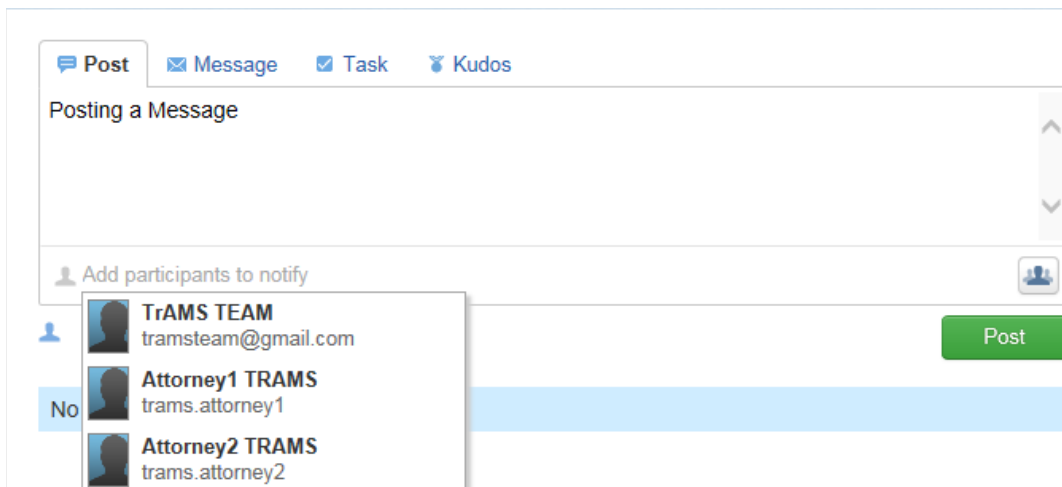 Post Message Task Kudos
Posting a Message
Add participants to notify
TrAMS TEAM
tramsteam@gmail.com
Post
Attorney1 TRAMS
trams.attorney1
No
Attorney2 TRAMS
trams.attorney2